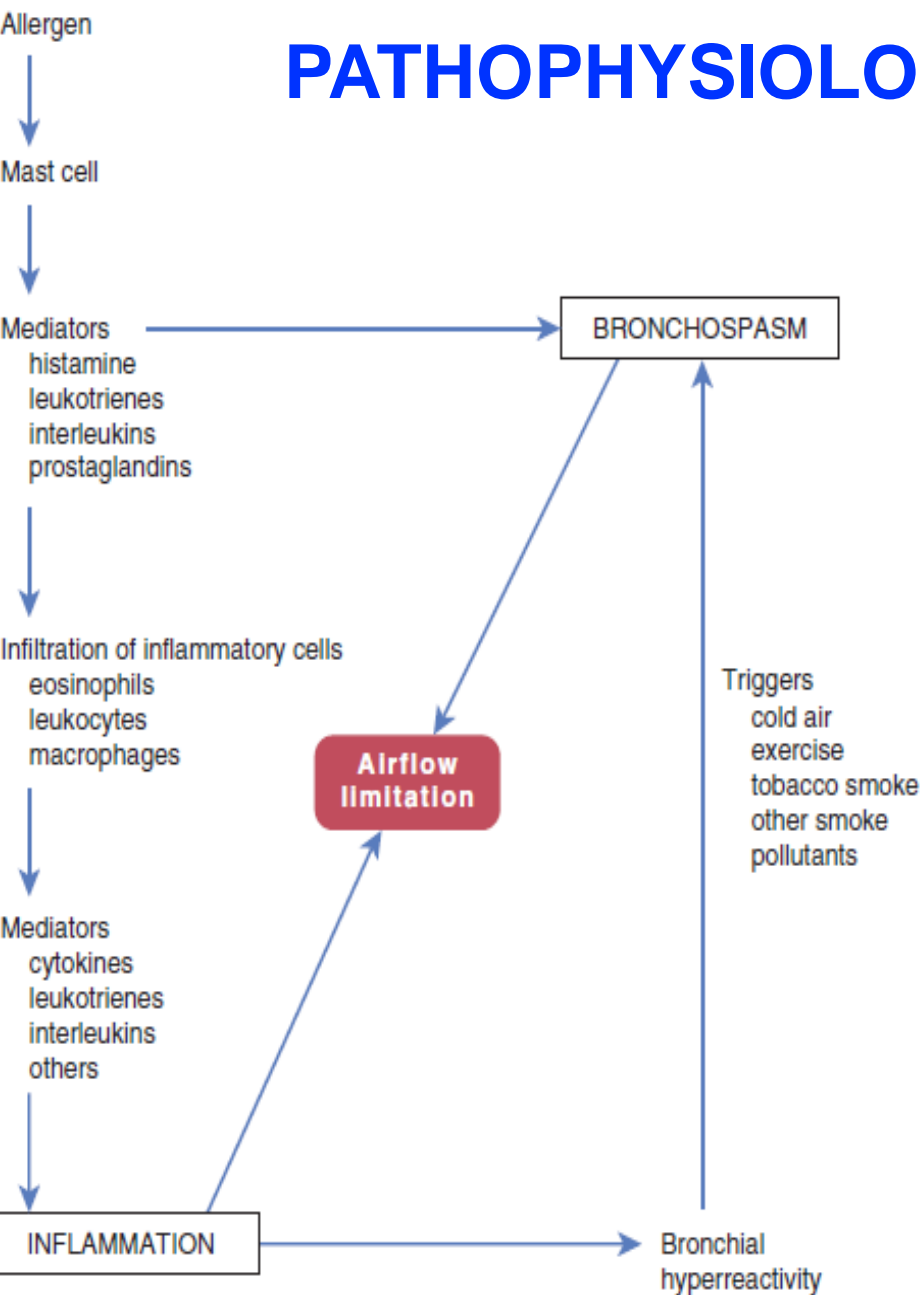 Allergen
PATHOPHYSIOLO
Mast cell
Mediators
histamine
leukotrienes
interleukins
prostaglandins
BRONCHOSPASM
Infiltration of inflammatory cells
eosinophils
leukocytes
macrophages
Airflow
limitation
Triggers
cold air
exercise
tobacco smoke
other smoke
pollutants
Mediators
cytokines
leukotrienes
interleukins
others
INFLAMMATION
Bronchial
hyperreactivity